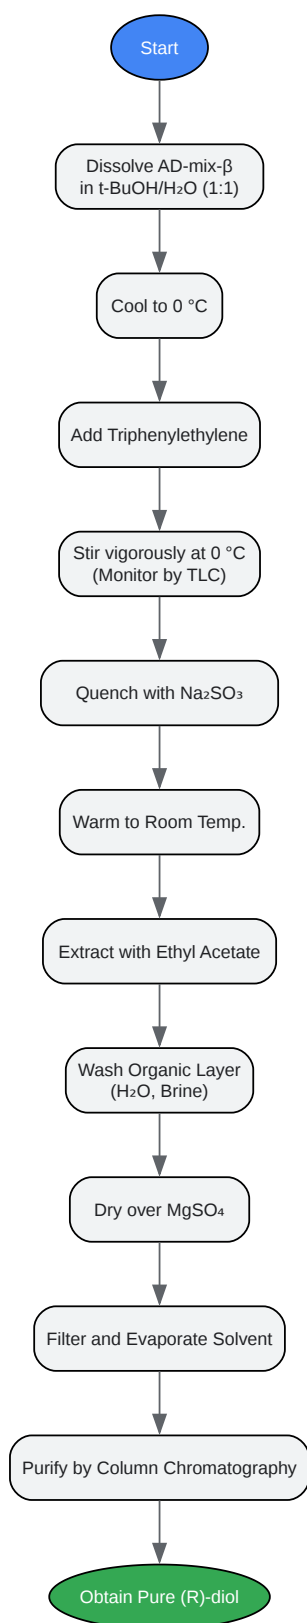 Start
Dissolve AD-mix-β
in t-BuOH/H₂O (1:1)
Cool to 0 °C
Add Triphenylethylene
Stir vigorously at 0 °C
(Monitor by TLC)
Quench with Na₂SO₃
Warm to Room Temp.
Extract with Ethyl Acetate
Wash Organic Layer
(H₂O, Brine)
Dry over MgSO₄
Filter and Evaporate Solvent
Purify by Column Chromatography
Obtain Pure (R)-diol